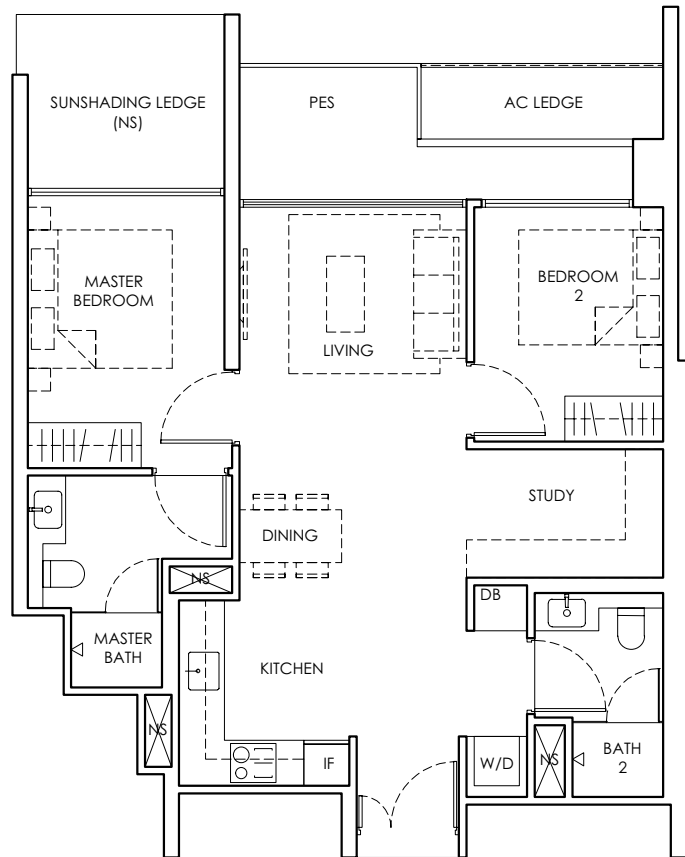 SUNSHADING LEDGE
(NS)
PES
AC LEDGE
MASTER
BEDROOM
LIVING
BEDROOM
2
STUDY
DINING
NS
DB
MASTER
BATH
KITCHEN
NS
IF
W/D
NS
BATH
2